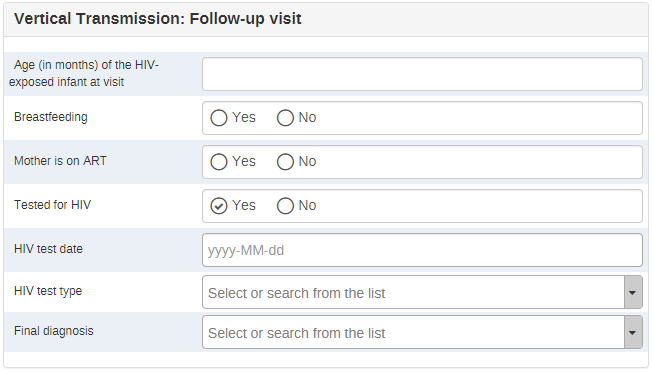 Vertical Transmission: Follow-up visit
Age (in months) of the HIV-
exposed infant at visit
Breastfeeding Yes No
Mother is on ART Yes No
Tested for HIV Yes No
HIV test date yyyy-MM-dd
HIV test type Select or search from the list
Final diagnosis Select or search from the list